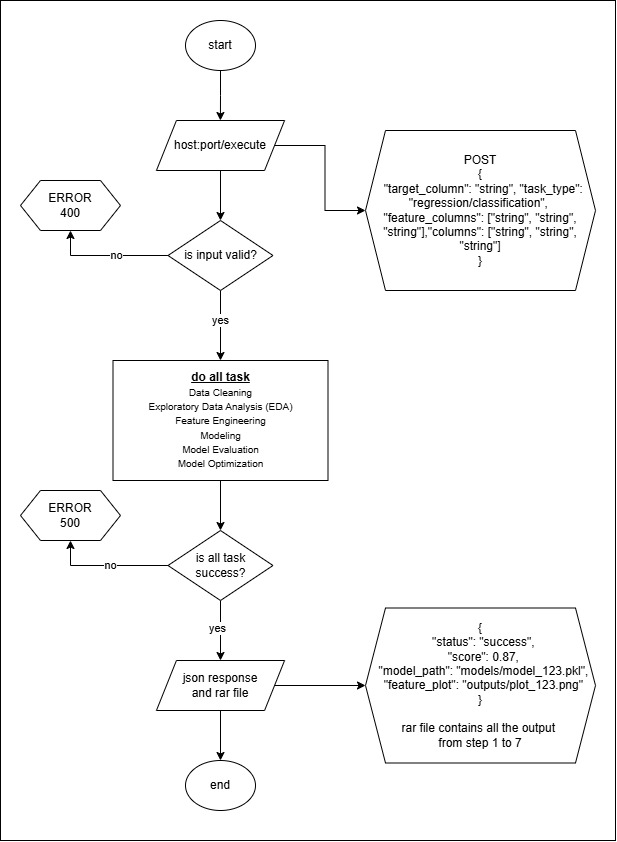 start
host:port/execute
POST
{
"target_column": "string", "task_type":
"regression/classification",
"feature_columns": ["string", "string",
"string"],"columns": ["string", "string",
"string"]
}
ERROR
400
no
is input valid?
yes
do all task
Data Cleaning
Exploratory Data Analysis (EDA)
Feature Engineering
Modeling
Model Evaluation
Model Optimization
ERROR
500
no
is all task
success?
yes
json response
and rar file
{
"status": "success",
"score": 0.87,
"model_path": "models/model_123.pkl",
"feature_plot": "outputs/plot_123.png"
}
rar file contains all the output
from step 1 to 7
end